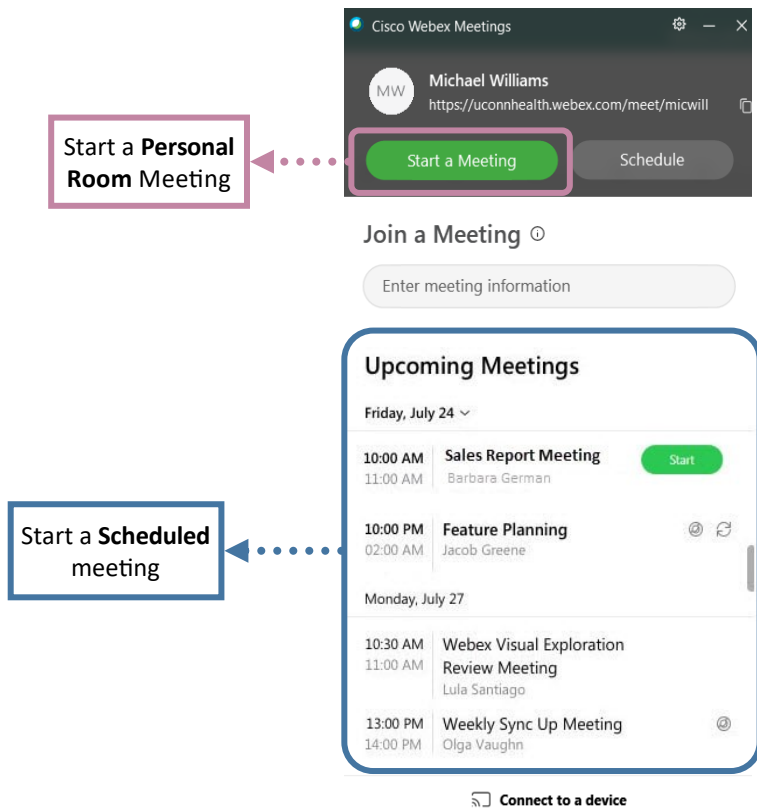 Cisco Webex Meetings
MW
Michael Williams
https://uconnhealth.webex.com/meet/micwill
Start a Personal
Room Meeting
Start a Meeting
Schedule
Join a Meeting
Enter meeting information
Upcoming Meetings
Friday, July 24
10:00 AM Sales Report Meeting Start
11:00 AM Barbara German
Start a Scheduled
meeting
10:00 PM Feature Planning
02:00 AM Jacob Greene
Monday, July 27
10:30 AM Webex Visual Exploration
11:00 AM Review Meeting
Lula Santiago
13:00 PM Weekly Sync Up Meeting
14:00 PM Olga Vaughn
Connect to a device